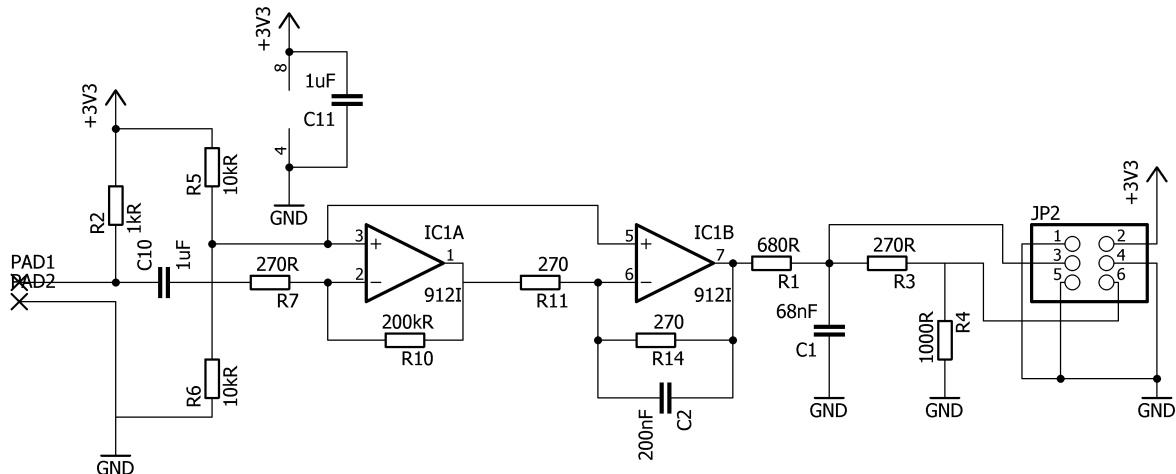 +3V3
8
1uF
C11
4
GND
+3V3
R5
10kR
R2
1kR
C10
1uF
PAD1
PAD2
270R
R7
3
2
IC1A
1
912I
200kR
R10
270
R11
5
6
IC1B
7
912I
270
R14
200nF
C2
680R
R1
270R
R3
68nF
C1
GND
1000R
R4
GND
+3V3
JP2
1
2
3
4
5
6
GND
R6
10kR
GND